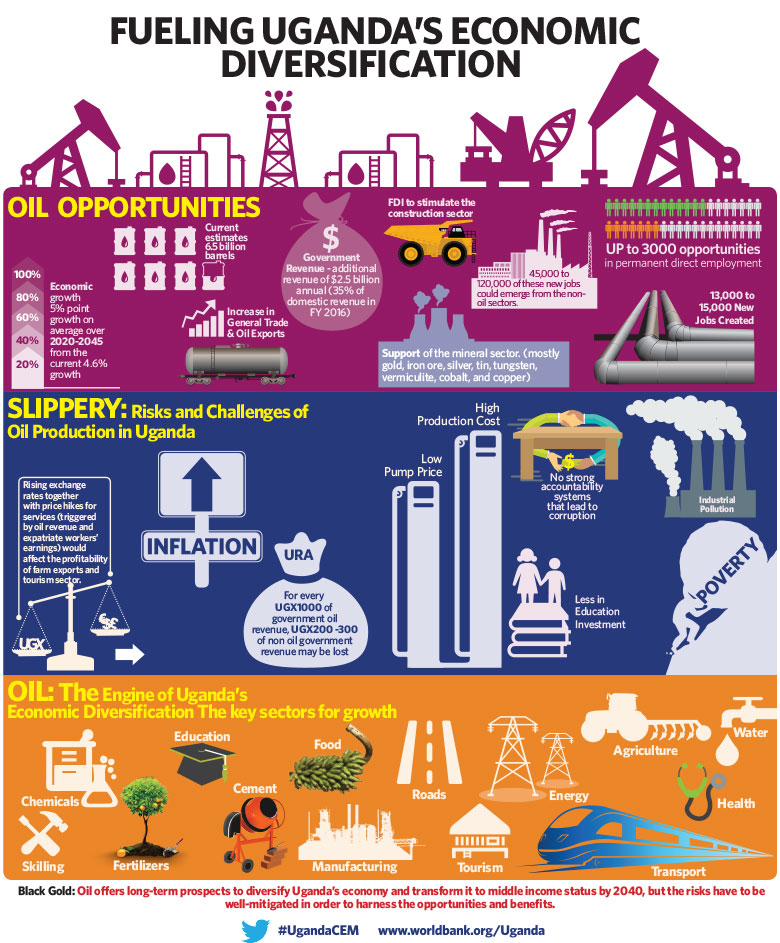 FUELING UGANDA'S ECONOMIC
DIVERSIFICATION
OIL OPPORTUNITIES
Current
estimates
6.5 billion
barrels
100%
80%
60%
40%
20%
Economic
growth
5% point
growth on
average over
2020-2045
from the
current 4.6%
growth
Increase in
General Trade
& Oil Exports
$
Government
Revenue - additional
revenue of $2.5 billion
annual (35% of
domestic revenue in
FY 2016)
FDI to stimulate the
construction sector
45,000 to
120,000 of these new jobs
could emerge from the non-
oil sectors.
Support of the mineral sector. (mostly
gold, iron ore, silver, tin, tungsten,
vermiculite, cobalt, and copper)
UP to 3000 opportunities
in permanent direct employment
13,000 to
15,000 New
Jobs Created
SLIPPERY: Risks and Challenges of
Oil Production in Uganda
Rising exchange
rates together
with price hikes for
services (triggered
by oil revenue and
expatriate workers'
earnings) would
affect the profitability
of farm exports and
tourism sector.
UGX
€$£
INFLATION
URA
For every
UGX1000 of
government oil
revenue, UGX200 -300
of non oil government
revenue may be lost
Low
Pump Price
High
Production Cost
$
No strong
accountability
systems
that lead to
corruption
Less in
Education
Investment
Industrial
Pollution
POVERTY
OIL: The Engine of Uganda's
Economic Diversification The key sectors for growth
Chemicals
Education
Food
Roads
Energy
Agriculture
Water
Skilling
Fertilizers
Cement
Manufacturing
Tourism
Transport
Health
Black Gold: Oil offers long-term prospects to diversify Uganda's economy and transform it to middle income status by 2040, but the risks have to be
well-mitigated in order to harness the opportunities and benefits.
#UgandaCEM www.worldbank.org/Uganda